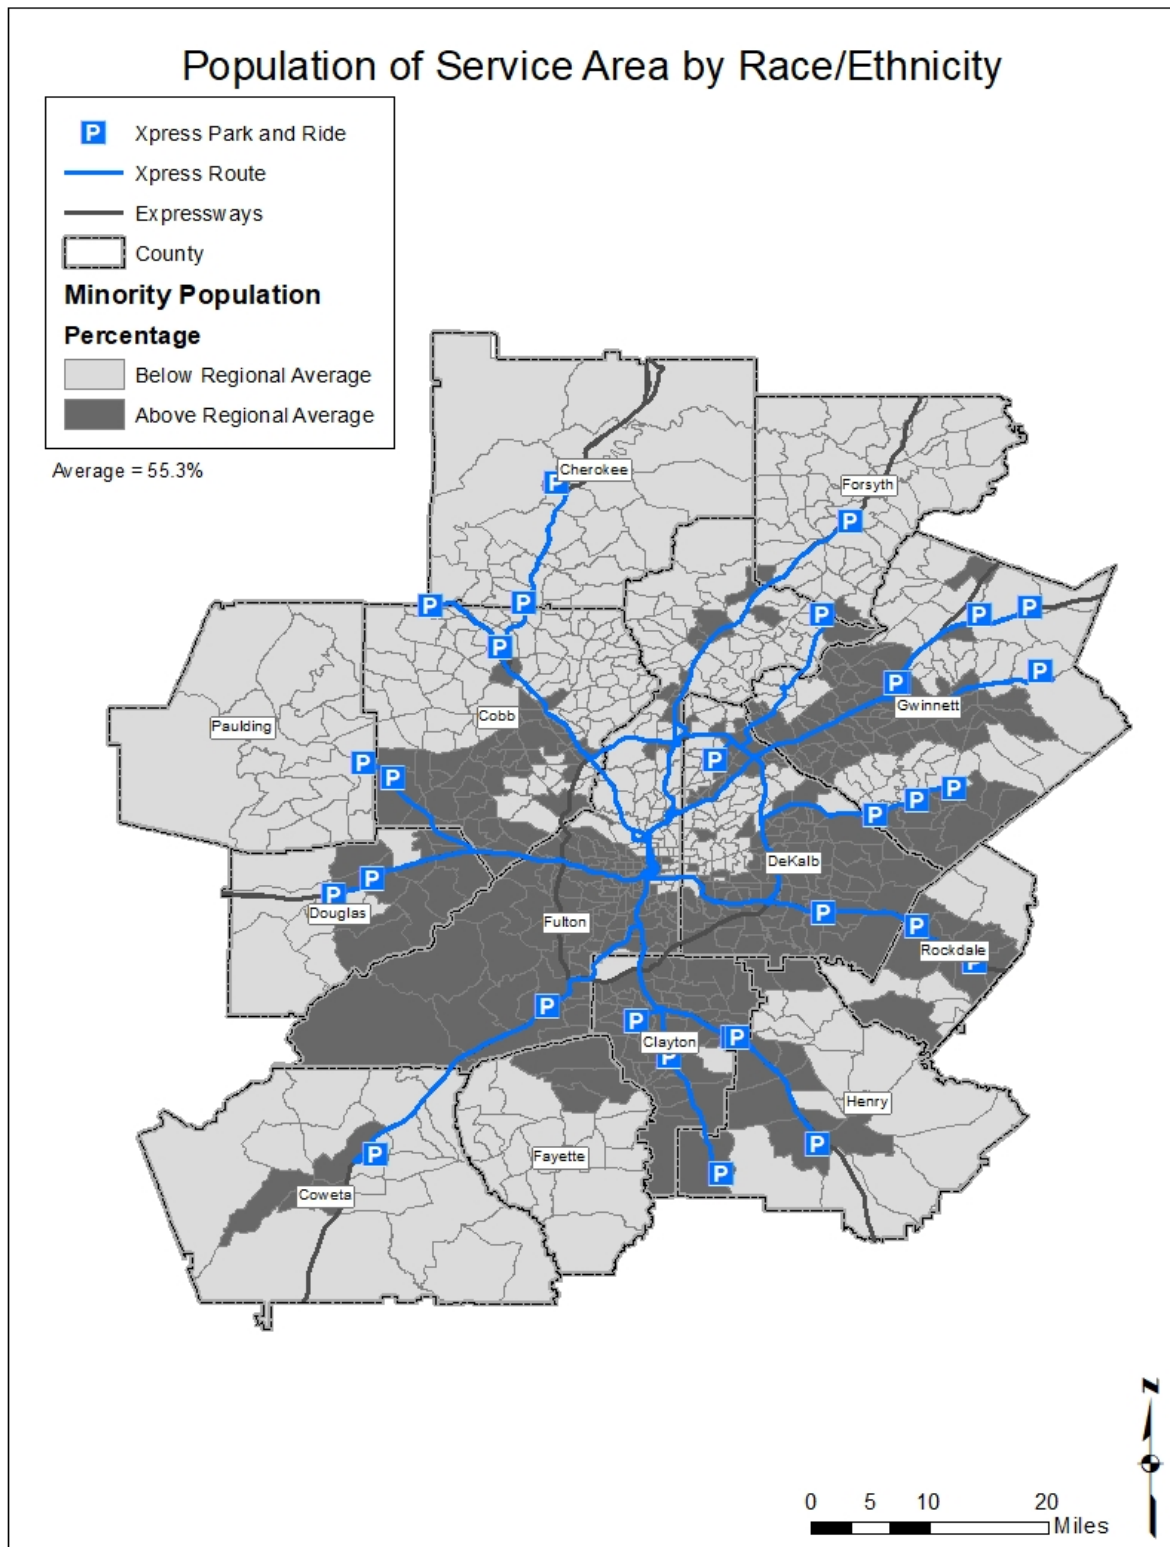 Population of Service Area by Race/Ethnicity
P Xpress Park and Ride
Xpress Route
Expressways
County
Minority Population
Percentage
Below Regional Average
Above Regional Average
Average = 55.3%
P Cherokee
Forsyth
P
P P P
P P
P
P
P
Gwinnett
Cobb
Paulding
P
P P
P
P
P
DeKalb
P
P
Douglas
P
Fulton
P
Rockdale
P
P
P
Clayton
P
P
Henry
P
P
Fayette
P
Coweta
N
0 5 10 20
Miles